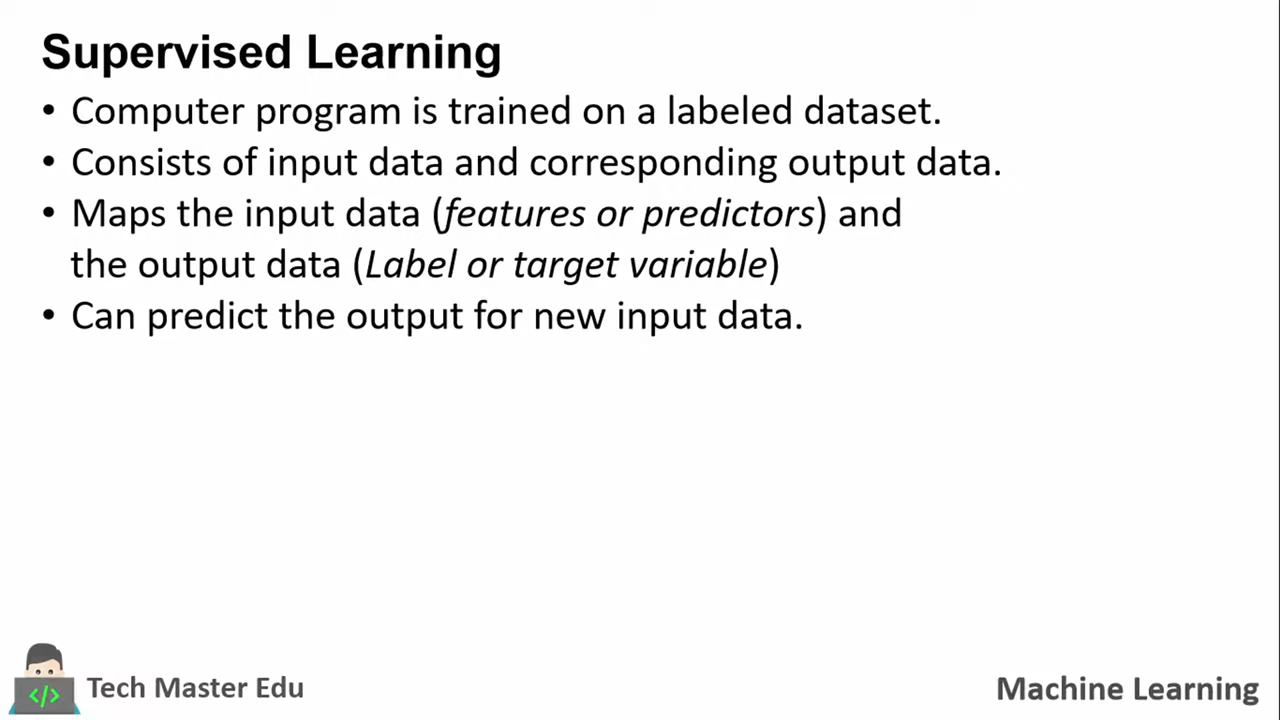 Supervised Learning
• Computer program is trained on a labeled dataset.
• Consists of input data and corresponding output data.
• Maps the input data (features or predictors) and
the output data (Label or target variable)
• Can predict the output for new input data.
</>
Tech Master Edu
Machine Learning